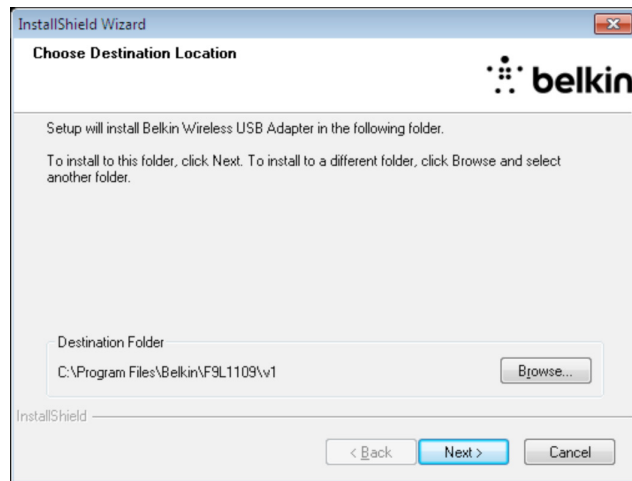 InstallShield Wizard
Choose Destination Location
belkin
Setup will install Belkin Wireless USB Adapter in the following folder.
To install to this folder, click Next. To install to a different folder, click Browse and select
another folder.
Destination Folder
C:\Program Files\Belkin\F9L1109\v1
Browse...
InstallShield
< Back
Next >
Cancel